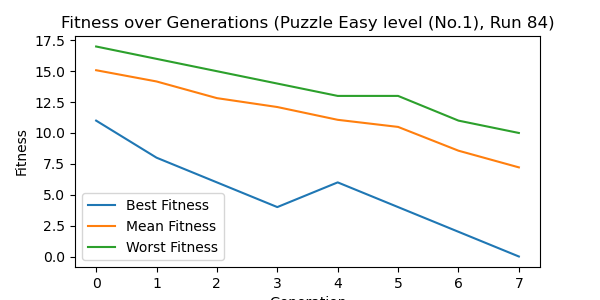 Fitness over Generations (Puzzle Easy level (No.1), Run 84)
17.5
15.0
12.5
10.0
7.5
5.0
2.5
0.0
Fitness
Best Fitness
Mean Fitness
Worst Fitness
0 1 2 3 4 5 6 7
Generation